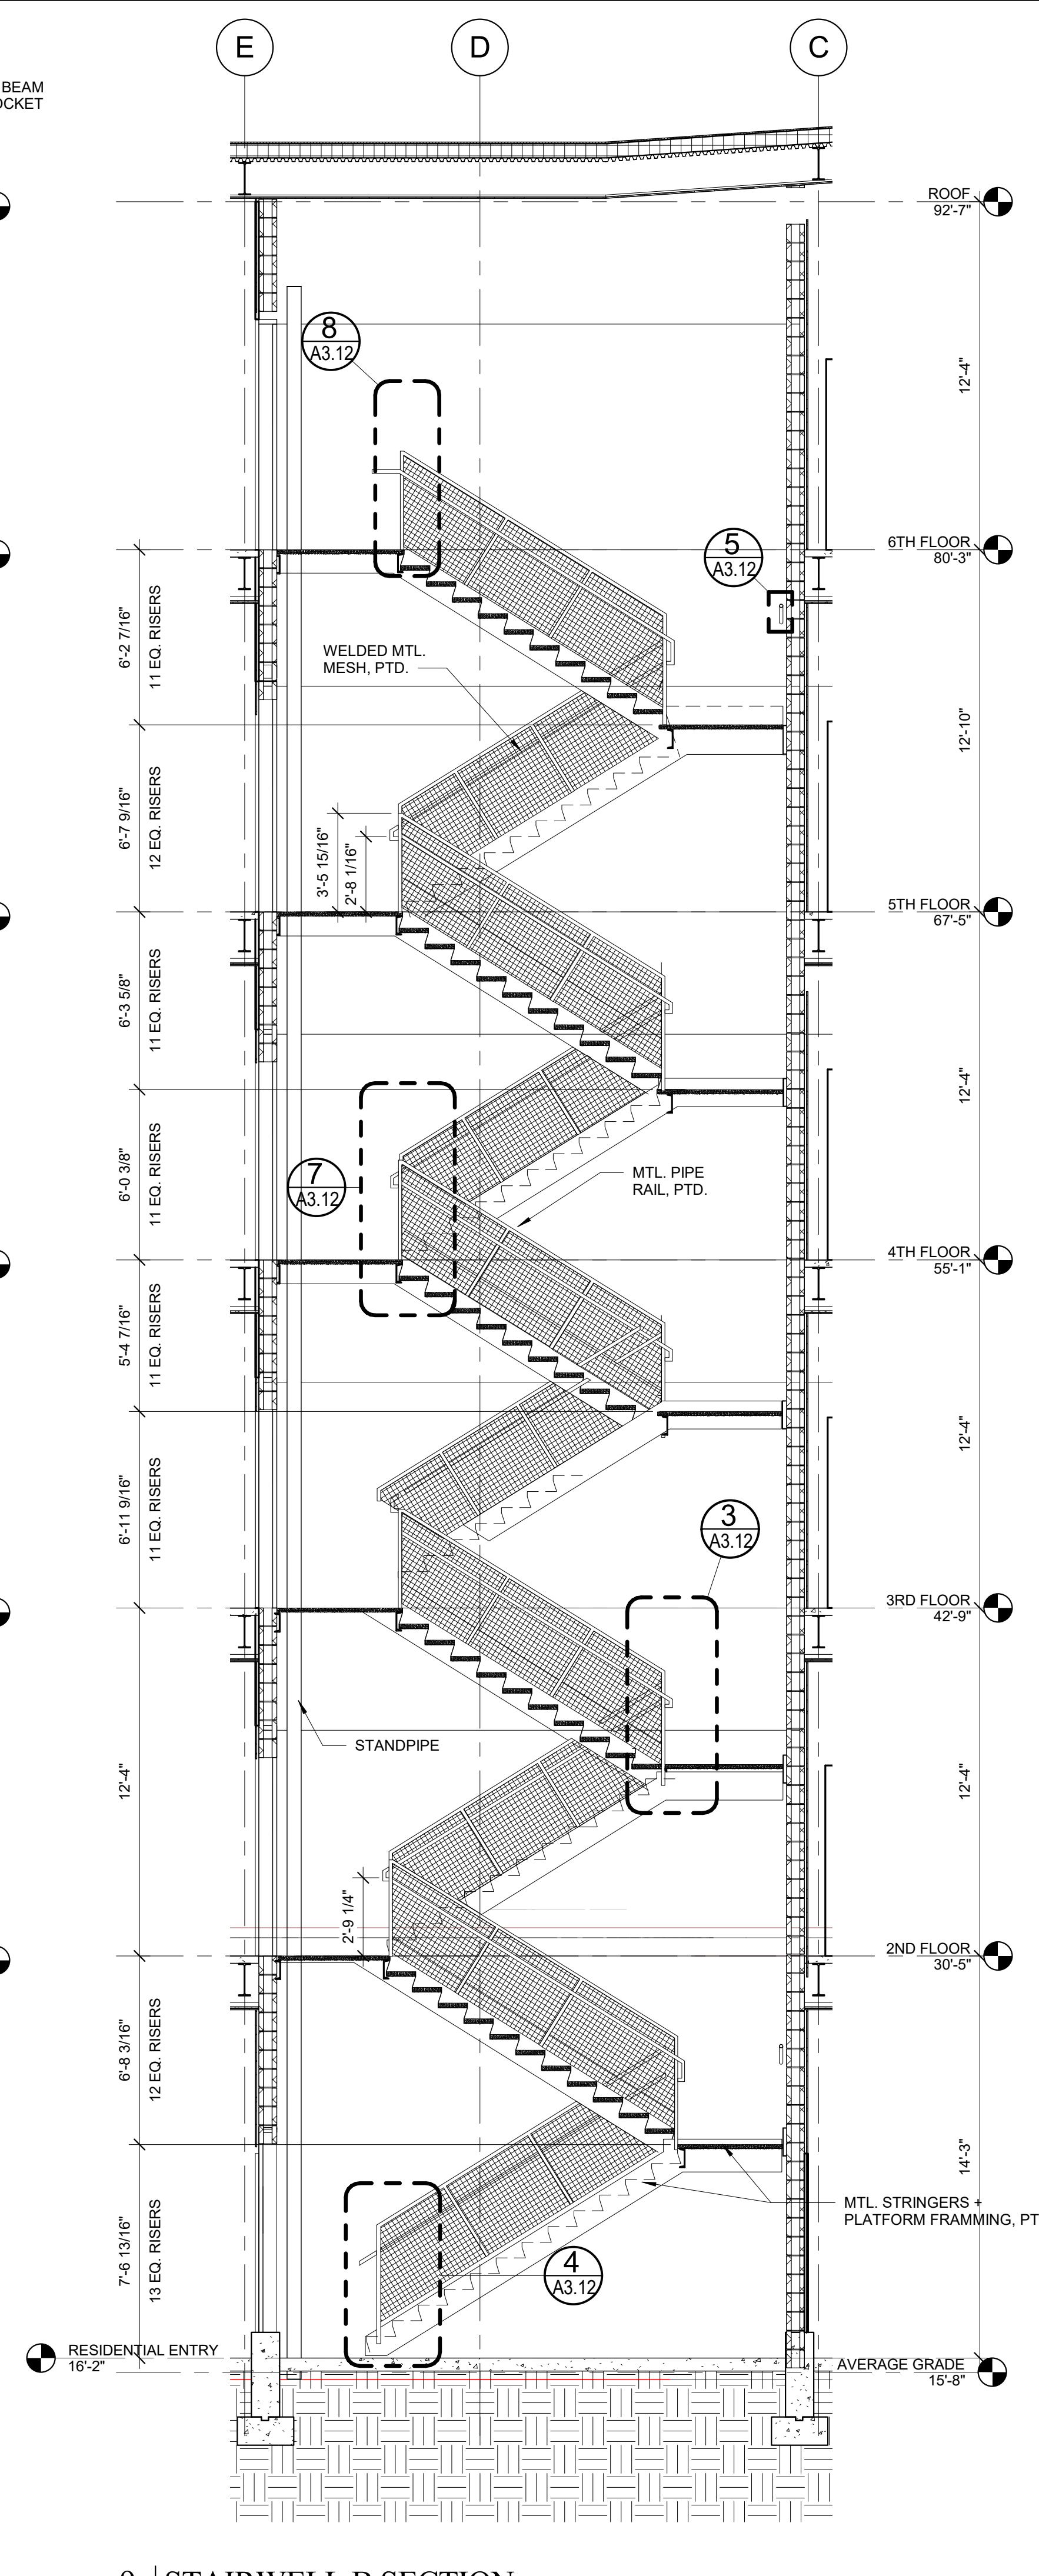 E
D
C
BEAM
OCKET
ROOF
92'-7"
8
A3.12
12'-4"
6TH FLOOR
80'-3"
5
A3.12
6'-2 7/16"
11 EQ. RISERS
WELDED MTL.
MESH, PTD.
12'-10"
6'-7 9/16"
12 EQ. RISERS
3'-5 15/16"
2'-8 1/16"
5TH FLOOR
67'-5"
6'-3 5/8"
11 EQ. RISERS
12'-4"
6'-0 3/8"
11 EQ. RISERS
7
A3.12
MTL. PIPE
RAIL, PTD.
4TH FLOOR
55'-1"
5'-4 7/16"
11 EQ. RISERS
12'-4"
6'-11 9/16"
11 EQ. RISERS
3
A3.12
3RD FLOOR
42'-9"
STANDPIPE
12'-4"
12'-4"
2'-9 1/4"
2ND FLOOR
30'-5"
6'-8 3/16"
12 EQ. RISERS
14'-3"
MTL. STRINGERS +
PLATFORM FRAMMING, PT
7'-6 13/16"
13 EQ. RISERS
4
A3.12
RESIDENTIAL ENTRY
16'-2"
AVERAGE GRADE
15'-8"
STAIRWELL B SECTION